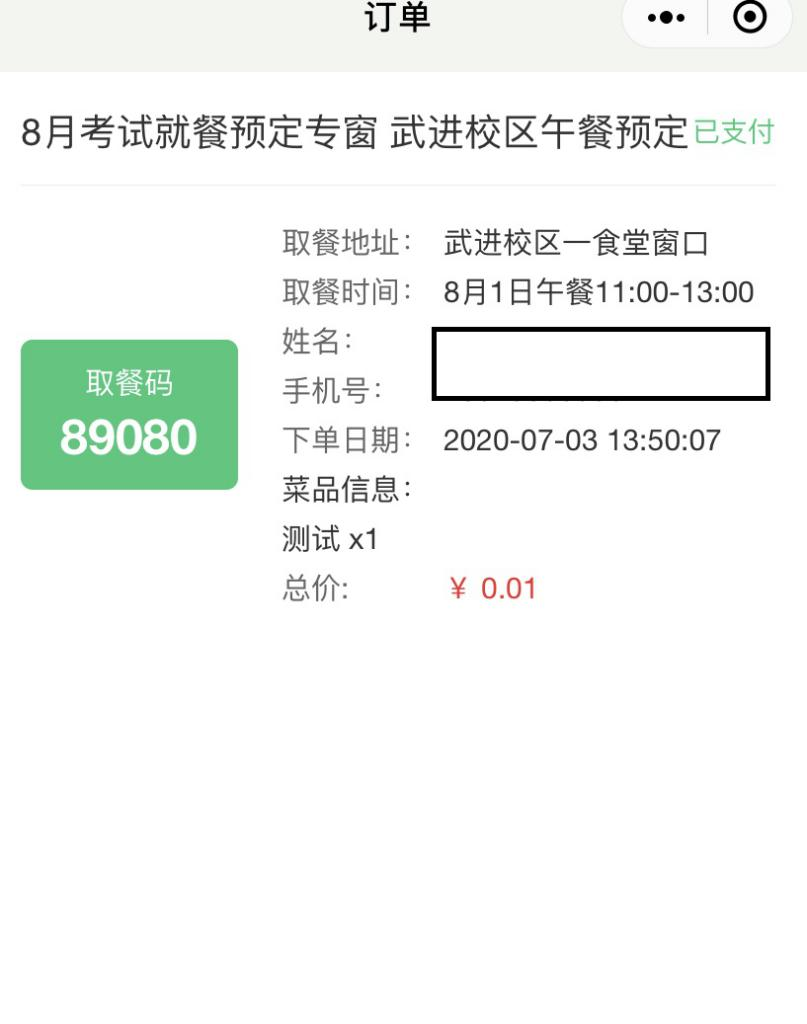 订单
8月考试就餐预定专窗 武进校区午餐预定 已支付
取餐地址： 武进校区一食堂窗口
取餐时间： 8月1日午餐11:00-13:00
姓名：
取餐码
89080
手机号：
下单日期： 2020-07-03 13:50:07
菜品信息：
测试 x1
总价: ￥ 0.01